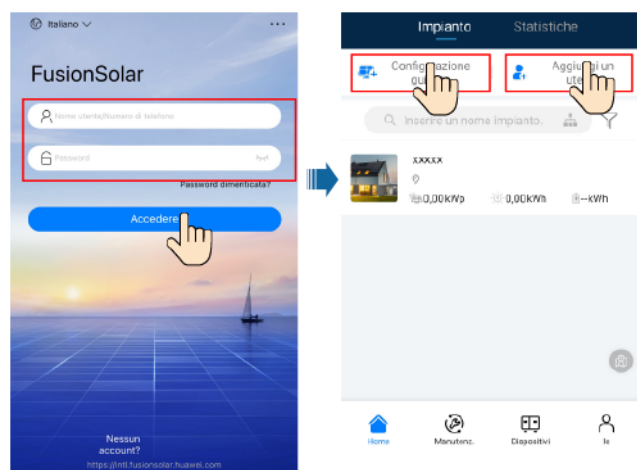 Italiano
FusionSolar
Nome utente/Numero di telefono
Password
Password dimenticata?
Accedere
Nessun
account?
https://intl.fusionsolar.huawei.com
Impianto Statistiche
Configurazione
Aggiungi un
Inserire un nome impianto.
xxxxx
0,00kWp 0,00kWh --kWh
Home Manutenz. Dispositivi Io